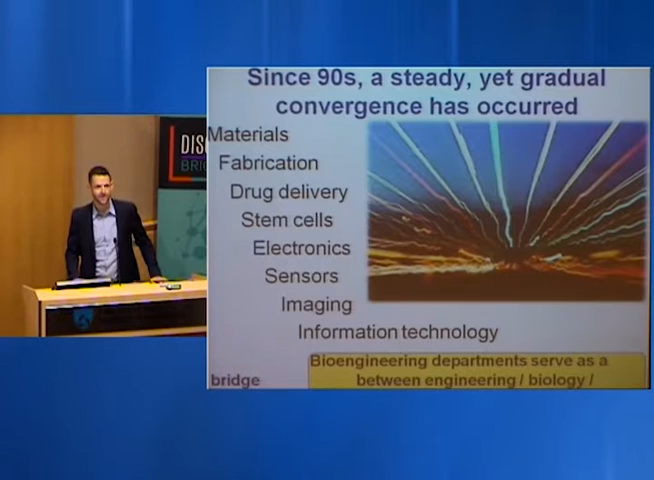 DISC
BRI
Since 90s, a steady, yet gradual
convergence has occurred
Materials
Fabrication
Drug delivery
Stem cells
Electronics
Sensors
Imaging
Information technology
Bioengineering departments serve as a
bridge
between engineering / biology /